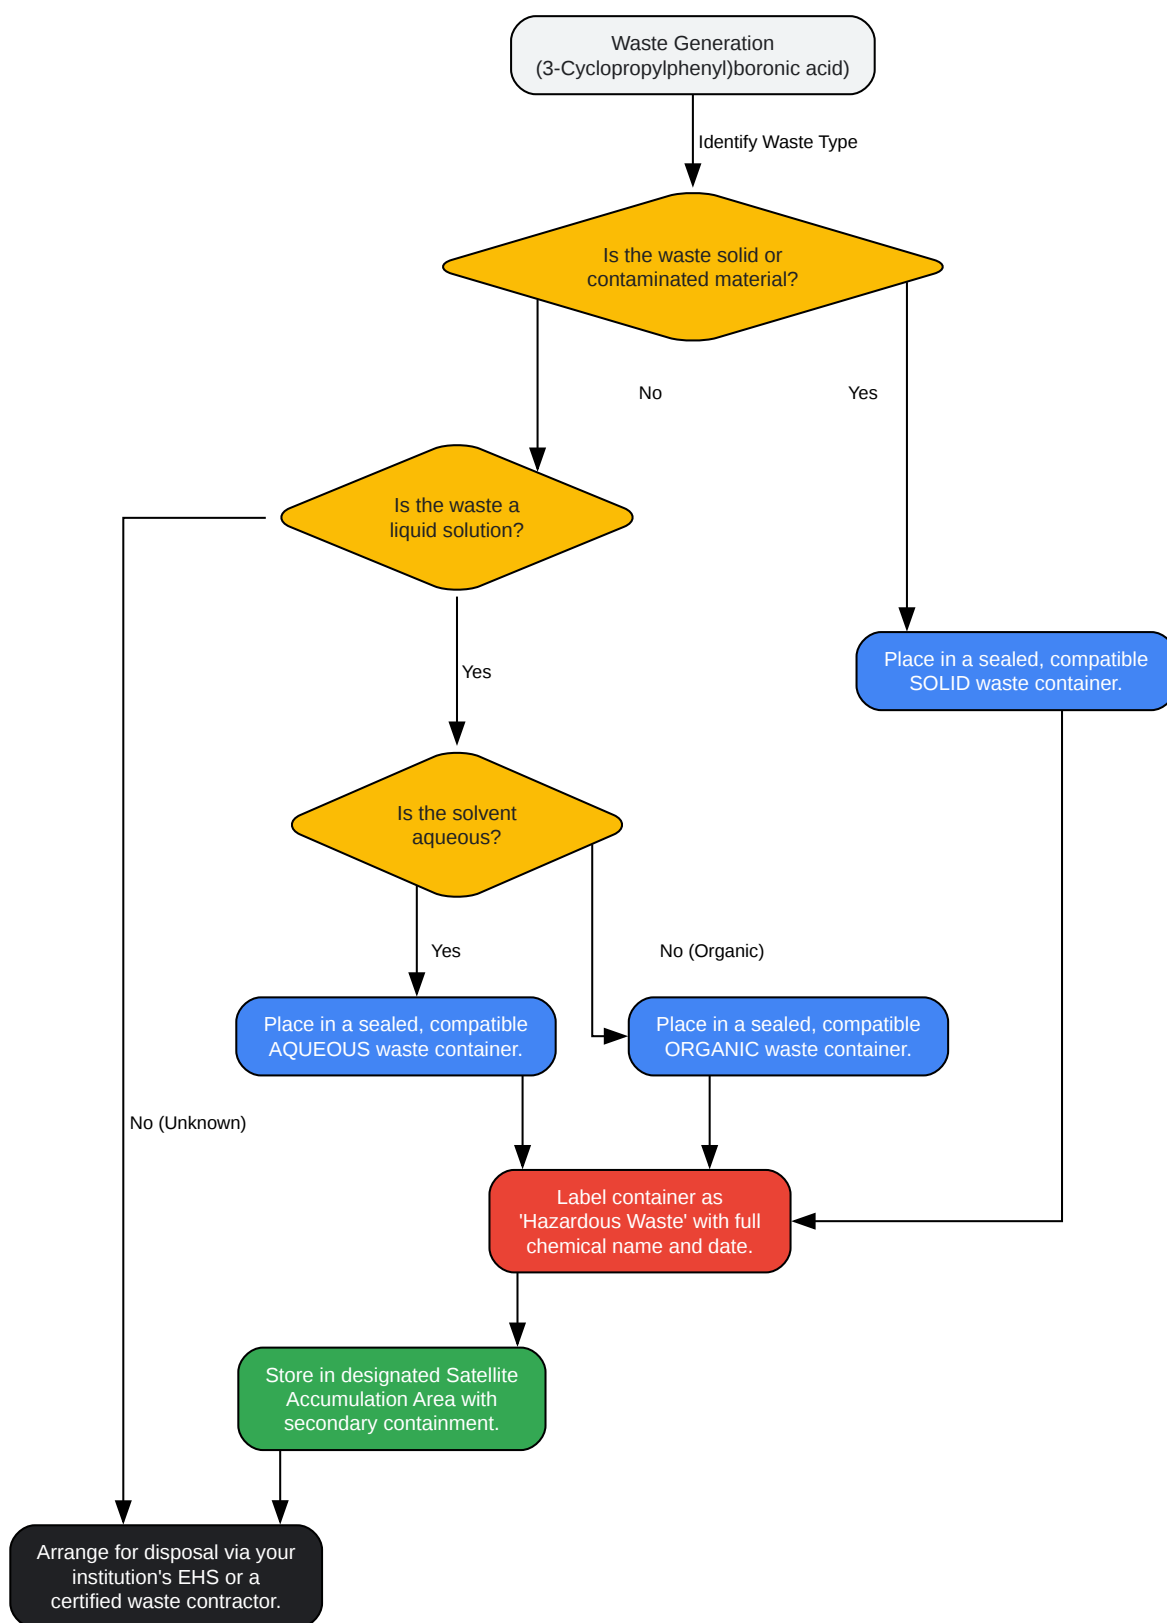 Waste Generation
(3-Cyclopropylphenyl)boronic acid)
Identify Waste Type
Is the waste solid or
contaminated material?
No
Yes
Is the waste a
liquid solution?
Yes
Place in a sealed, compatible
SOLID waste container.
Is the solvent
aqueous?
Yes
No (Organic)
Place in a sealed, compatible
AQUEOUS waste container.
Place in a sealed, compatible
ORGANIC waste container.
No (Unknown)
Label container as
'Hazardous Waste' with full
chemical name and date.
Store in designated Satellite
Accumulation Area with
secondary containment.
Arrange for disposal via your
institution's EHS or a
certified waste contractor.